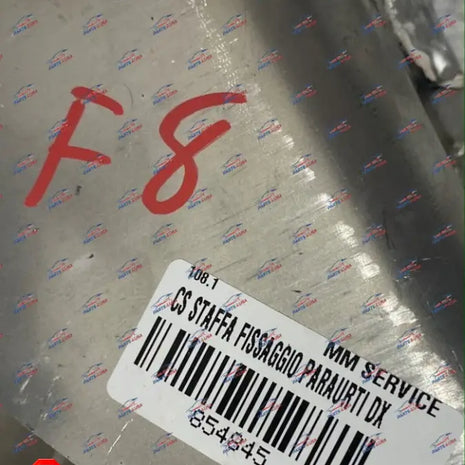 F8
108.1
MM SERVICE
CS STAFFA FISSAGGIO PARAURTI DX
854845